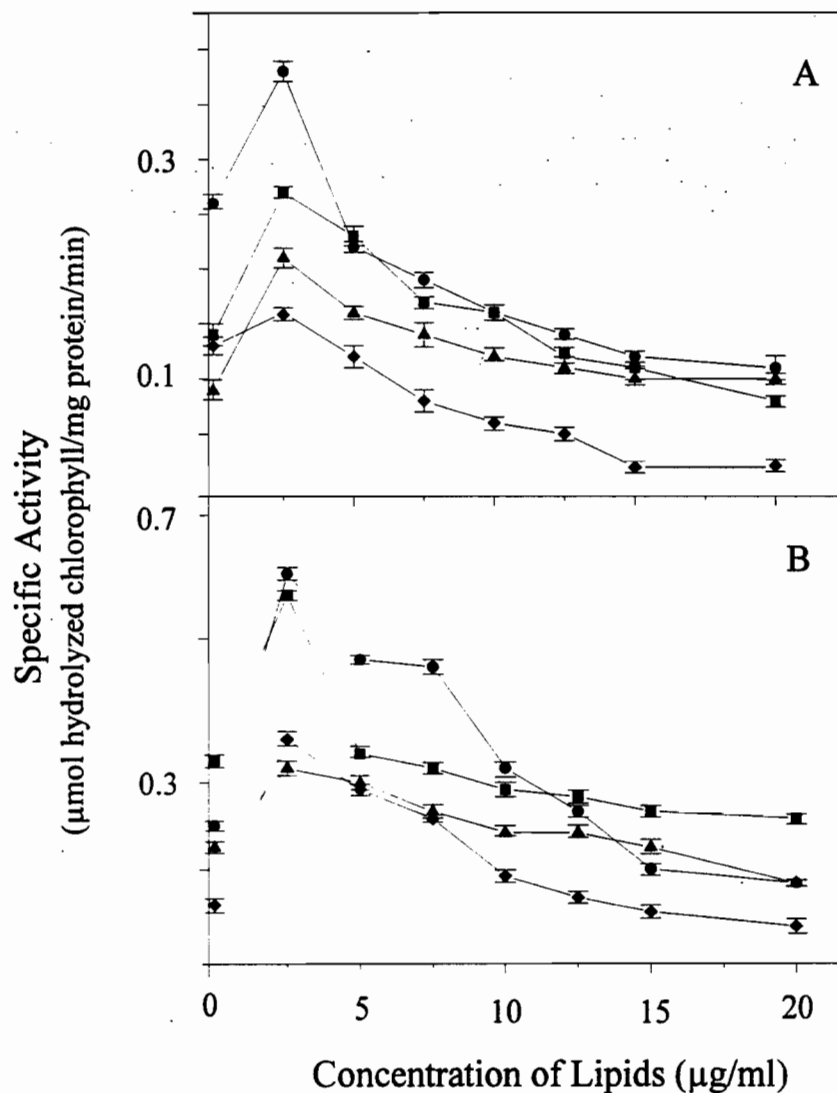 A
0.3
0.1
Specific Activity
(μmol hydrolyzed chlorophyll/mg protein/min)
0.7
B
0.3
0 5 10 15 20
Concentration of Lipids (μg/ml)